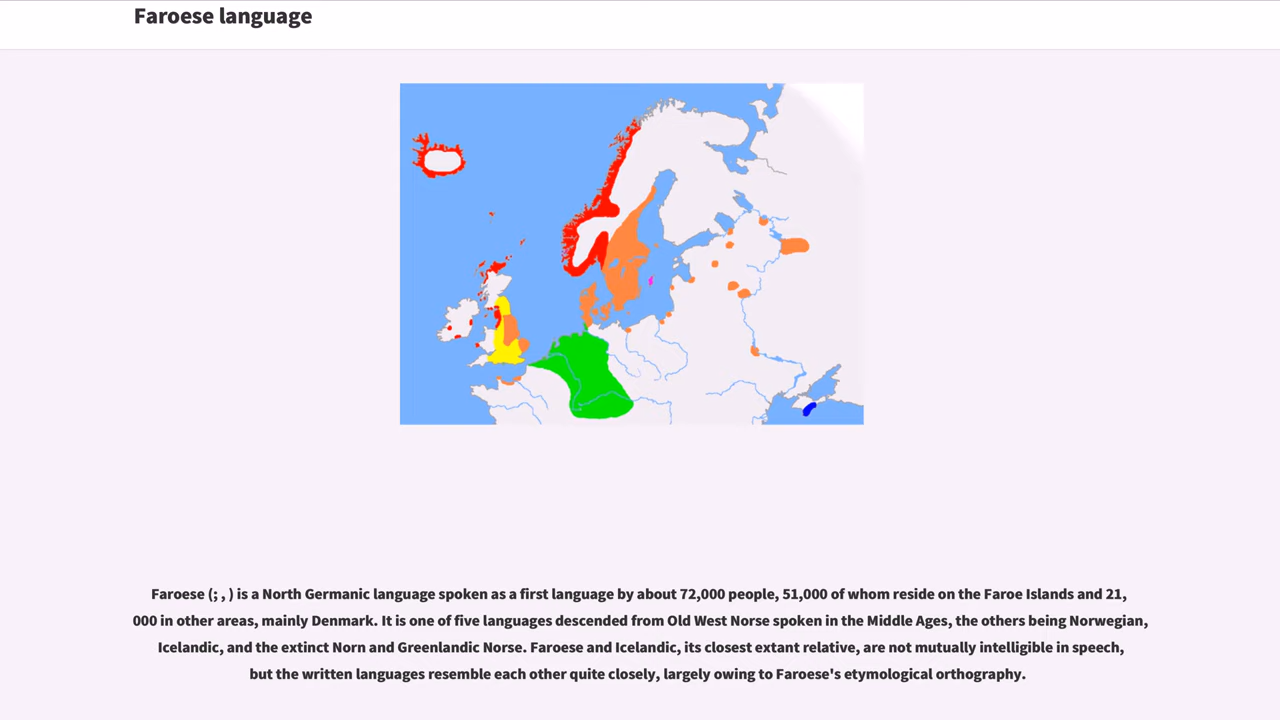 Faroese language
Faroese (; , ) is a North Germanic language spoken as a first language by about 72,000 people, 51,000 of whom reside on the Faroe Islands and 21,
000 in other areas, mainly Denmark. It is one of five languages descended from Old West Norse spoken in the Middle Ages, the others being Norwegian,
Icelandic, and the extinct Norn and Greenlandic Norse. Faroese and Icelandic, its closest extant relative, are not mutually intelligible in speech,
but the written languages resemble each other quite closely, largely owing to Faroese's etymological orthography.